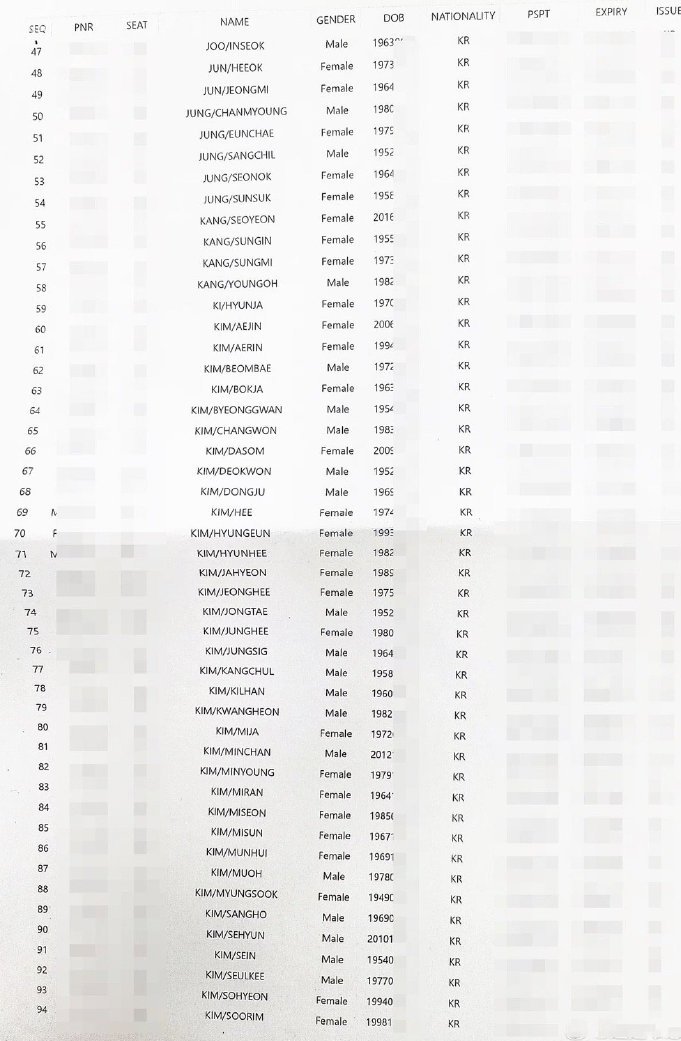 SEQ PNR SEAT NAME GENDER DOB NATIONALITY PSPT EXPIRY ISSUE
47 JOO/INSEOK Male 1963 KR
48 JUN/HEEOK Female 1973 KR
49 JUN/JEONGMI Female 1964 KR
50 JUNG/CHANMYOUNG Male 1980 KR
51 JUNG/EUNCHAE Female 1979 KR
52 JUNG/SANGCHIL Male 1952 KR
53 JUNG/SEONOK Female 1964 KR
54 JUNG/SUNSUK Female 1958 KR
55 KANG/SEOYEON Female 2016 KR
56 KANG/SUNGIN Female 1955 KR
57 KANG/SUNGMI Female 1973 KR
58 KANG/YOUNGOH Male 1982 KR
59 KI/HYUNJA Female 1970 KR
60 KIM/AEJIN Female 2006 KR
61 KIM/AERIN Female 1994 KR
62 KIM/BEOMBAE Male 1972 KR
63 KIM/BOKJA Female 1963 KR
64 KIM/BYEONGGWAN Male 1954 KR
65 KIM/CHANGWON Male 1983 KR
66 KIM/DASOM Female 2009 KR
67 KIM/DEOKWON Male 1952 KR
68 KIM/DONGJU Male 1969 KR
69 KIM/HEE Female 1974 KR
70 KIM/HYUNGEUN Female 1993 KR
71 KIM/HYUNHEE Female 1982 KR
72 KIM/JAHYEON Female 1989 KR
73 KIM/JEONGHEE Female 1975 KR
74 KIM/JONGTAE Male 1952 KR
75 KIM/JUNGHEE Female 1980 KR
76 KIM/JUNGSIG Male 1964 KR
77 KIM/KANGCHUL Male 1958 KR
78 KIM/KILHAN Male 1960 KR
79 KIM/KWANGHEON Male 1982 KR
80 KIM/MIJA Female 1972 KR
81 KIM/MINCHAN Male 2012 KR
82 KIM/MINYOUNG Female 1979 KR
83 KIM/MIRAN Female 1964 KR
84 KIM/MISEON Female 1985 KR
85 KIM/MISUN Female 1967 KR
86 KIM/MUNHUI Female 19691 KR
87 KIM/MUOH Male 19780 KR
88 KIM/MYUNGSOOK Female 19490 KR
89 KIM/SANGHO Male 19690 KR
90 KIM/SEHYUN Male 20101 KR
91 KIM/SEIN Male 19540 KR
92 KIM/SEULKEE Male 19770 KR
93 KIM/SOHYEON Female 19940 KR
94 KIM/SOORIM Female 19981 KR